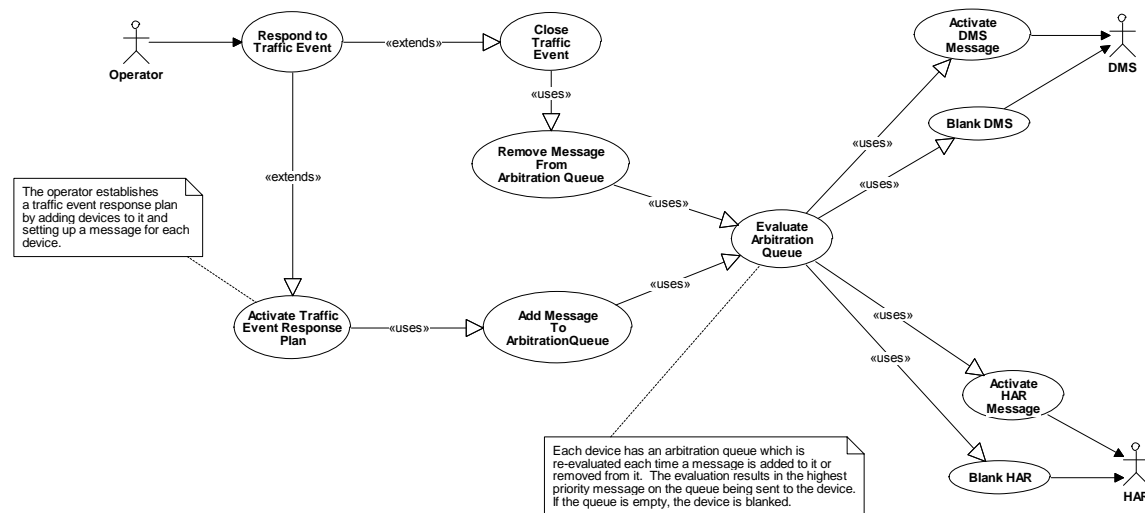 Operator
Respond to
Traffic Event
«extends»
Close
Traffic
Event
«uses»
Remove Message
From
Arbitration Queue
«uses»
«extends»
The operator establishes
a traffic event response plan
by adding devices to it and
setting up a message for each
device.
Activate Traffic
Event Response
Plan
«uses»
Add Message
To
ArbitrationQueue
«uses»
Evaluate
Arbitration
Queue
«uses»
Activate
DMS
Message
DMS
«uses»
Blank DMS
«uses»
Activate
HAR
Message
«uses»
Blank HAR
HAR
Each device has an arbitration queue which is
re-evaluated each time a message is added to it or
removed from it. The evaluation results in the highest
priority message on the queue being sent to the device.
If the queue is empty, the device is blanked.